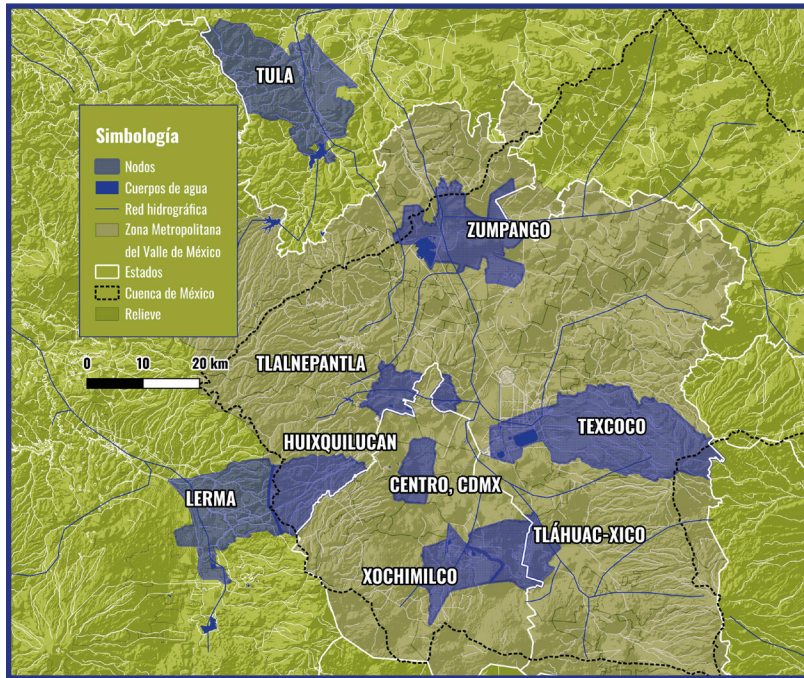 TULA
Simbología
Nodos
Cuerpos de agua
Red hidrográfica
Zona Metropolitana
del Valle de México
Estados
Cuenca de México
Relieve
ZUMPANGO
0 10 20 km
TLALNEPANTLA
TEXCOCO
HUIXQUILUCAN
CENTRO, CDMX
LERMA
TLÁHUAC-XICO
XOCHIMILCO